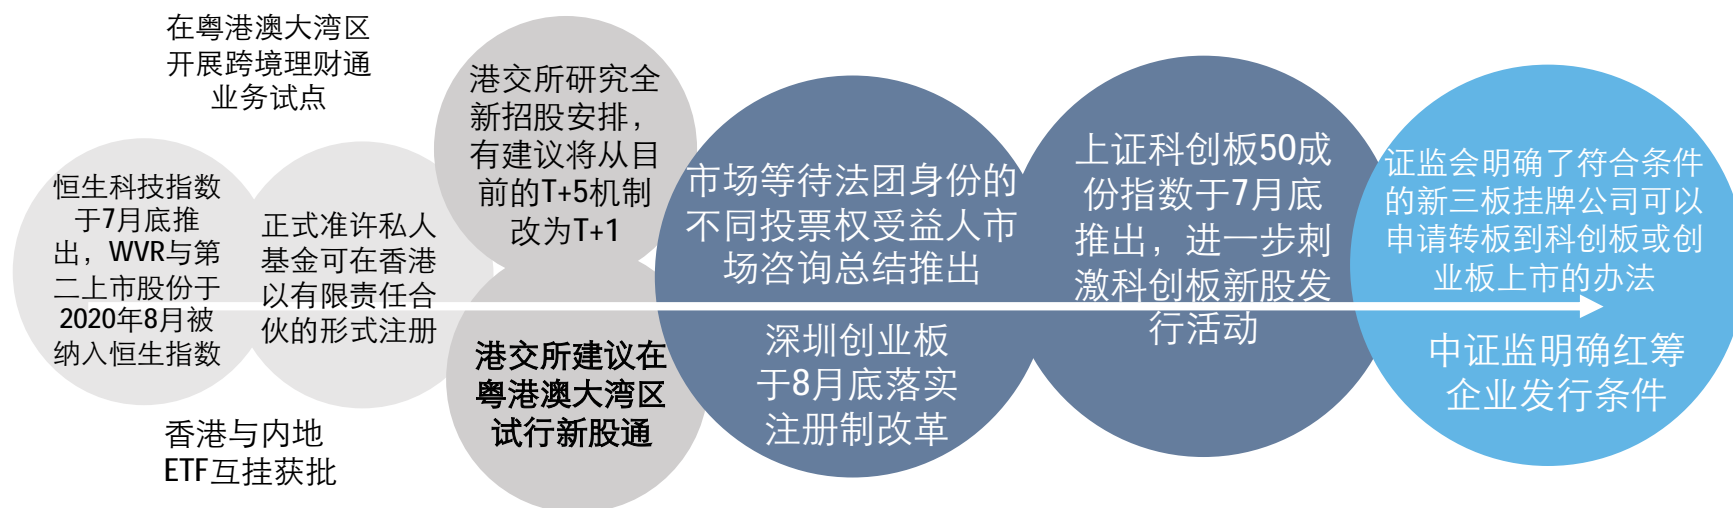 在粤港澳大湾区
开展跨境理财通
业务试点
恒生科技指数
于7月底推
出，WVR与第
二上市股份于
2020年8月被
纳入恒生指数
香港与内地
ETF互挂获批
正式准许私人
基金可在香港
以有限责任合
伙的形式注册
港交所研究全
新招股安排，
有建议将从目
前的T+5机制
改为T+1
港交所建议在
粤港澳大湾区
试行新股通
市场等待法团身份的
不同投票权受益人市
场咨询总结推出
深圳创业板
于8月底落实
注册制改革
上证科创板50成
份指数于7月底
推出，进一步刺
激科创板新股发
行活动
证监会明确了符合条件
的新三板挂牌公司可以
申请转板到科创板或创
业板上市的办法
中证监明确红筹
企业发行条件